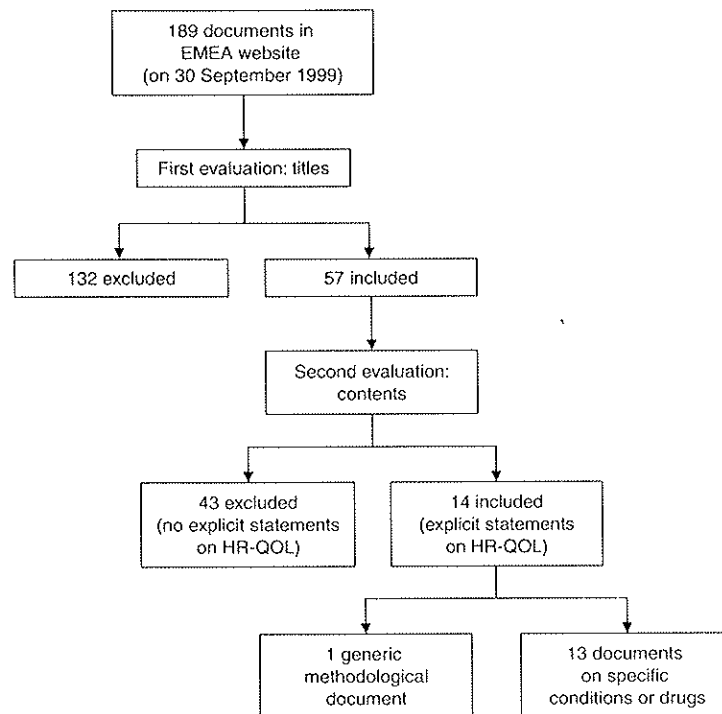 189 documents in
EMEA website
(on 30 September 1999)
First evaluation: titles
132 excluded
57 included
Second evaluation:
contents
43 excluded
(no explicit statements
on HR-QOL)
14 included
(explicit statements
on HR-QOL)
1 generic
methodological
document
13 documents
on specific
conditions or drugs